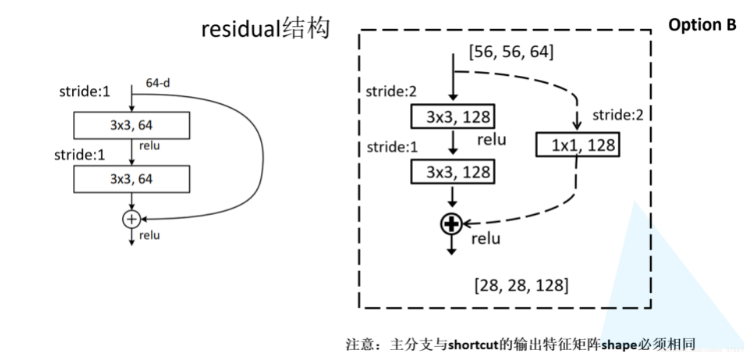 residual结构
Option B
64-d
stride:1
3x3, 64
relu
stride:1
3x3, 64
relu
[56, 56, 64]
stride:2
3x3, 128
relu
stride:2
1x1, 128
stride:1
3x3, 128
relu
[28, 28, 128]
注意：主分支与shortcut的输出特征矩阵shape必须相同